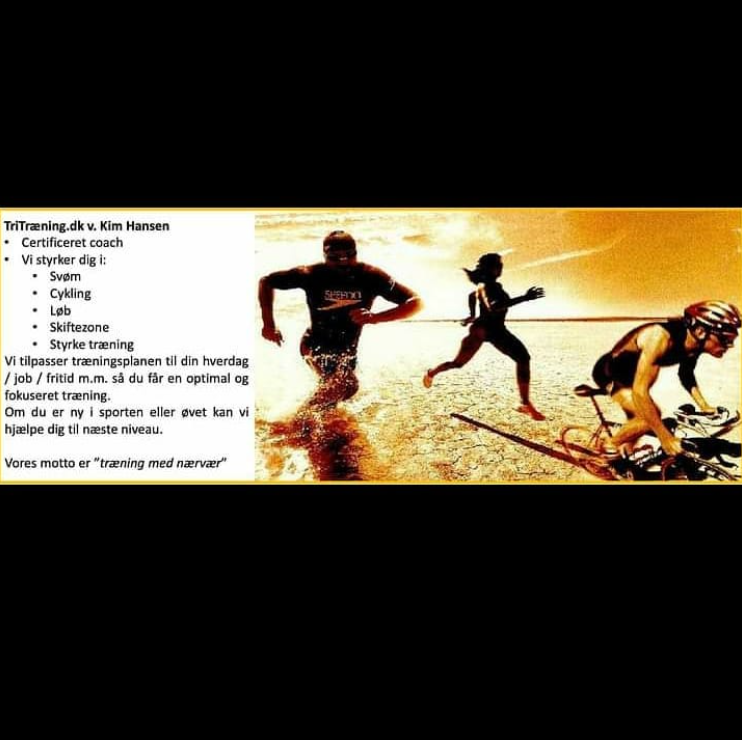 TriTræning.dk v. Kim Hansen
• Certificeret coach
• Vi styrker dig i:
• Svøm
• Cykling
• Løb
• Skiftezone
• Styrke træning
Vi tilpasser træningsplanen til din hverdag
/ job / fritid m.m. så du får en optimal og
fokuseret træning.
Om du er ny i sporten eller øvet kan vi
hjælpe dig til næste niveau.
Vores motto er "træning med nærvær"
SPEEDO